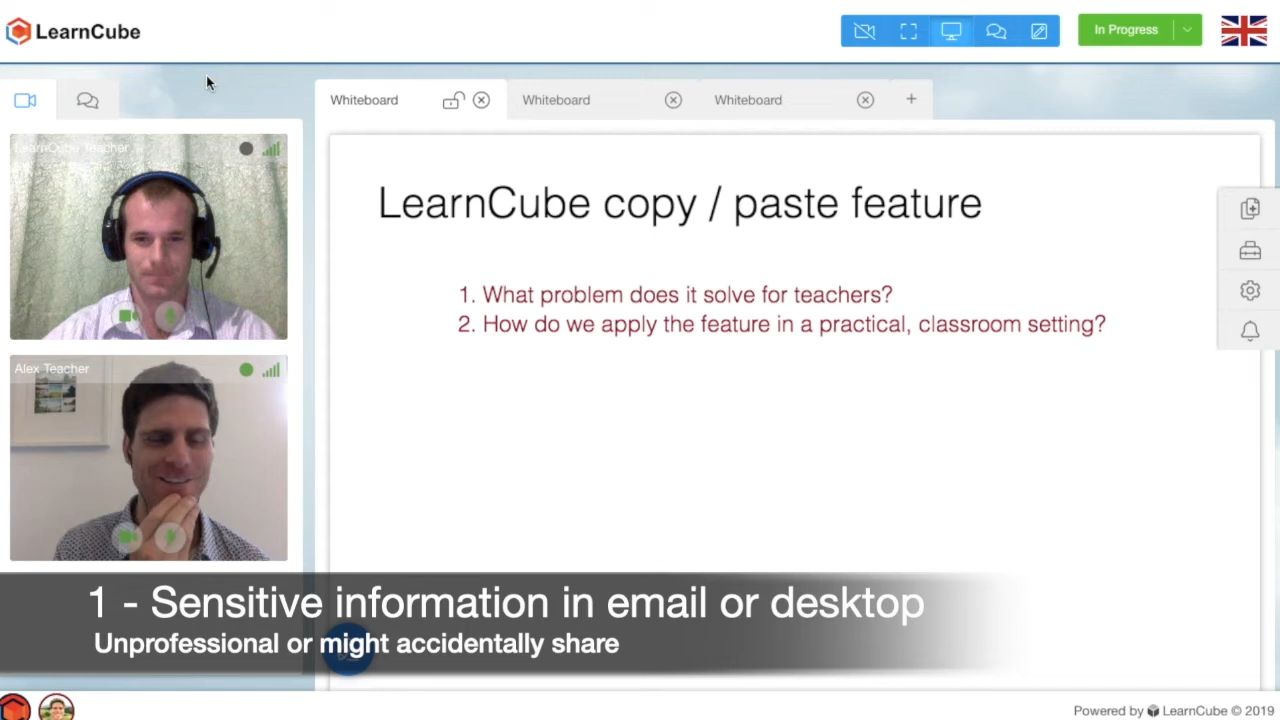 LearnCube
In Progress
Whiteboard
Whiteboard
Whiteboard
+
LearnCube Teacher
LearnCube copy / paste feature
1. What problem does it solve for teachers?
2. How do we apply the feature in a practical, classroom setting?
Alex Teacher
1 - Sensitive information in email or desktop
Unprofessional or might accidentally share
Powered by LearnCube © 2019